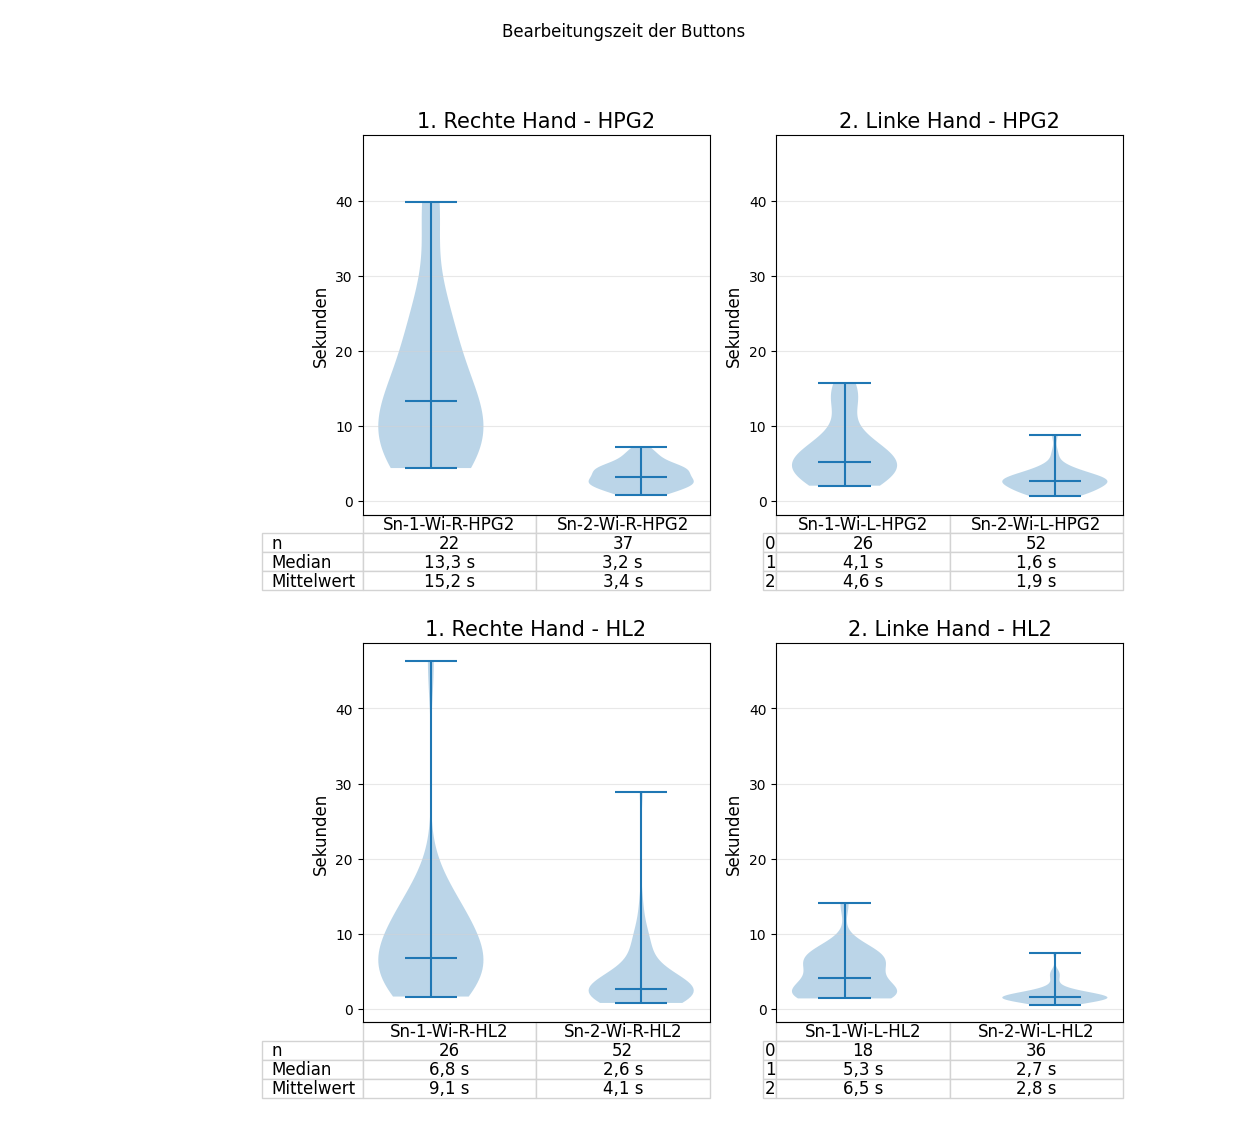 Bearbeitungszeit der Buttons
1. Rechte Hand - HPG2
Sekunden
40
30
20
10
0
Sn-1-Wi-R-HPG2 Sn-2-Wi-R-HPG2
n 22 37
Median 13,3 s 3,2 s
Mittelwert 15,2 s 3,4 s
2. Linke Hand - HPG2
Sekunden
40
30
20
10
0
Sn-1-Wi-L-HPG2 Sn-2-Wi-L-HPG2
0 26 52
1 4,1 s 1,6 s
2 4,6 s 1,9 s
1. Rechte Hand - HL2
Sekunden
40
30
20
10
0
Sn-1-Wi-R-HL2 Sn-2-Wi-R-HL2
n 26 52
Median 6,8 s 2,6 s
Mittelwert 9,1 s 4,1 s
2. Linke Hand - HL2
Sekunden
40
30
20
10
0
Sn-1-Wi-L-HL2 Sn-2-Wi-L-HL2
0 18 36
1 5,3 s 2,7 s
2 6,5 s 2,8 s